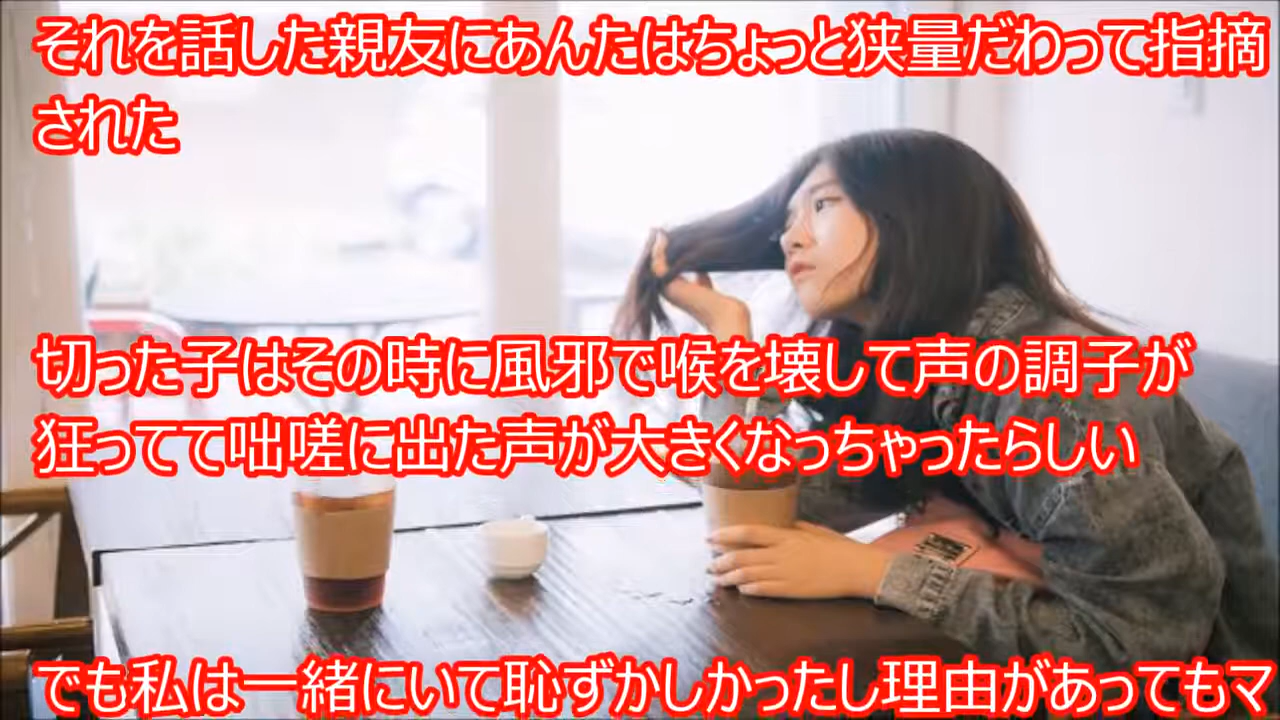 それを話した親友にあんたはちょっと狭量だわって指摘
された
切った子はその時に風邪で喉を壊して声の調子が
狂ってて咄嗟に出た声が大きくなっちゃったらしい
でも私は一緒にいて恥ずかしかったし理由があってもマ